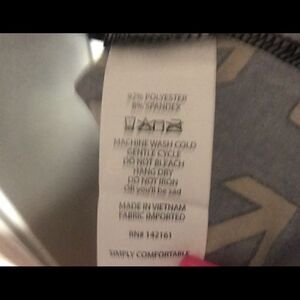 92% POLYESTER
8% SPANDEX
MACHINE WASH COLD
GENTLE CYCLE
DO NOT BLEACH
HANG DRY
DO NOT IRON
OR you'll be sad
MADE IN VIETNAM
FABRIC IMPORTED
RN# 142161
SIMPLY COMFORTABLE